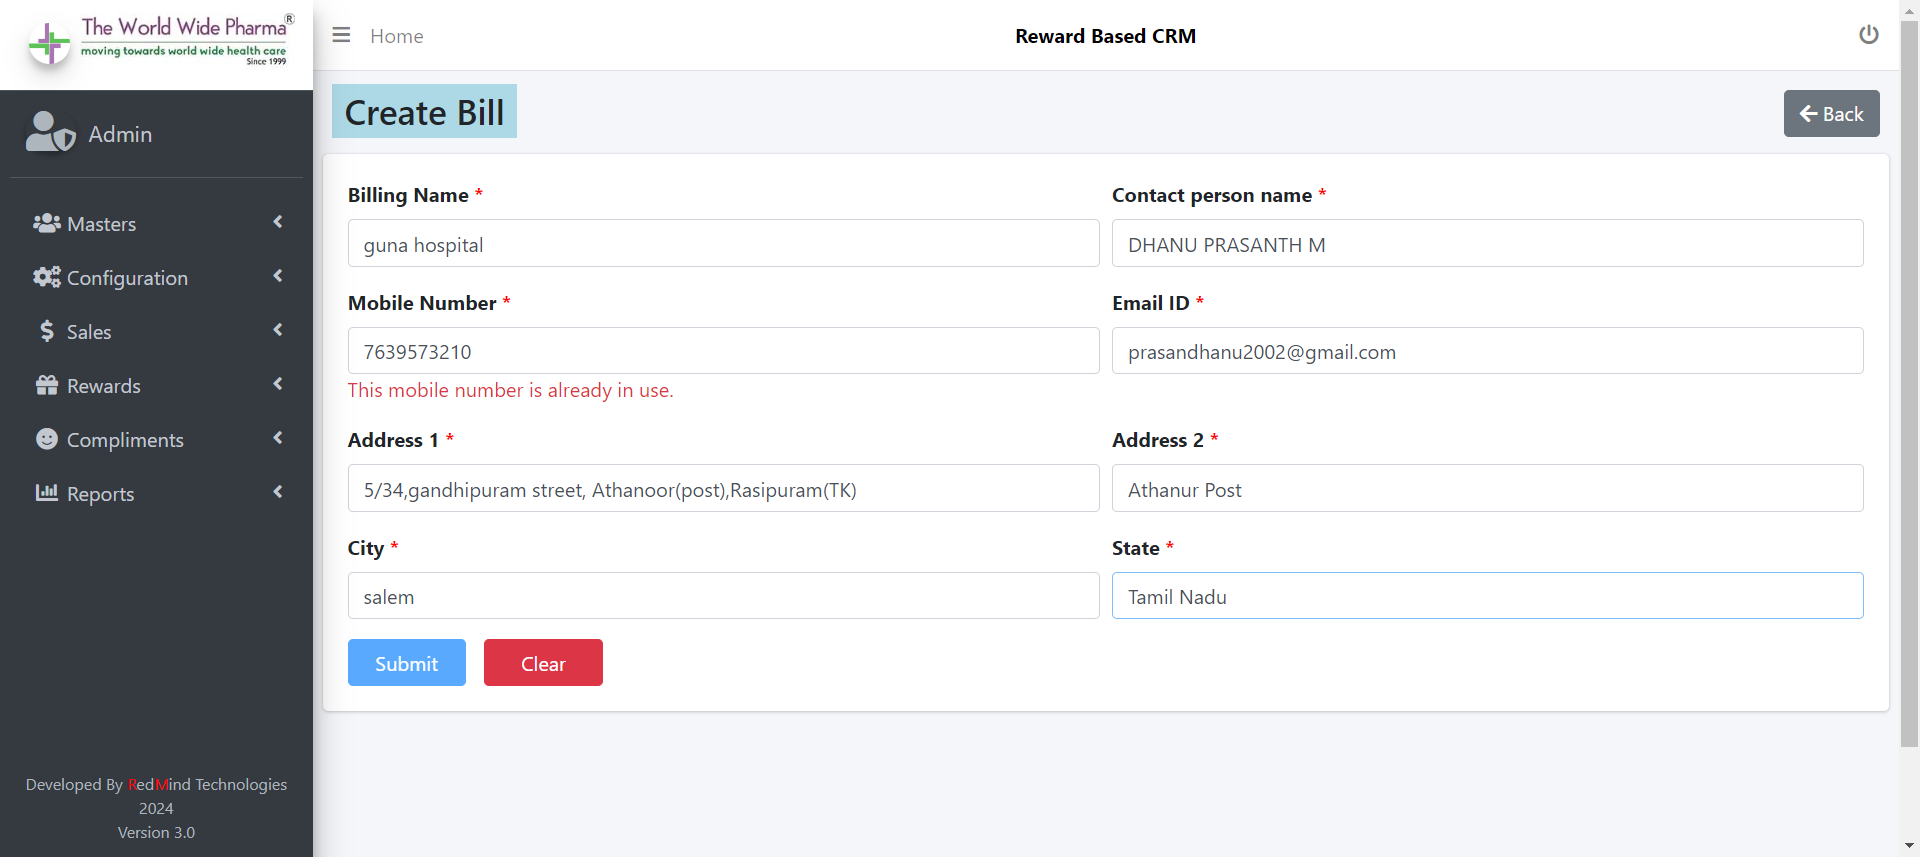 The World Wide Pharma®
moving towards world wide health care
Since 1999
Home
Reward Based CRM
Admin
Masters
Configuration
Sales
Rewards
Compliments
Reports
Developed By RedMind Technologies
2024
Version 3.0
Create Bill
Back
Billing Name *
guna hospital
Contact person name *
DHANU PRASANTH M
Mobile Number *
7639573210
This mobile number is already in use.
Email ID *
prasandhanu2002@gmail.com
Address 1 *
5/34,gandhipuram street, Athanoor(post),Rasipuram(TK)
Address 2 *
Athanur Post
City *
salem
State *
Tamil Nadu
Submit
Clear